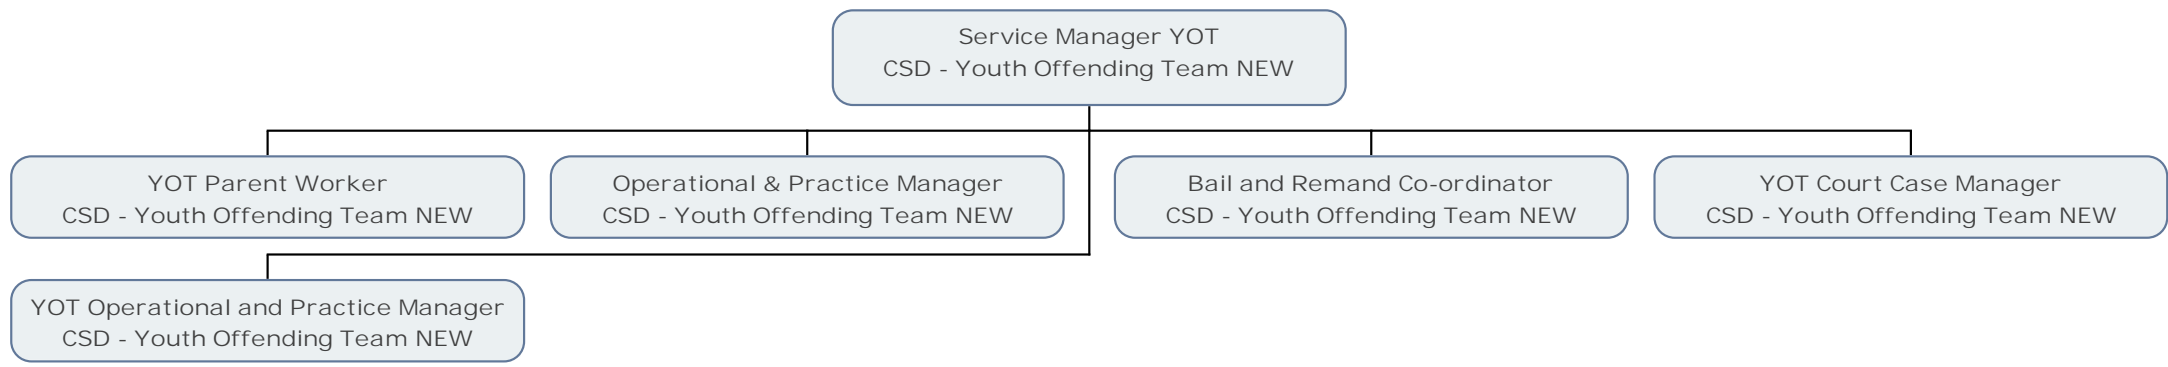 Service Manager YOT
CSD - Youth Offending Team NEW
YOT Parent Worker
CSD - Youth Offending Team NEW
Operational & Practice Manager
CSD - Youth Offending Team NEW
Bail and Remand Co-ordinator
CSD - Youth Offending Team NEW
YOT Court Case Manager
CSD - Youth Offending Team NEW
YOT Operational and Practice Manager
CSD - Youth Offending Team NEW